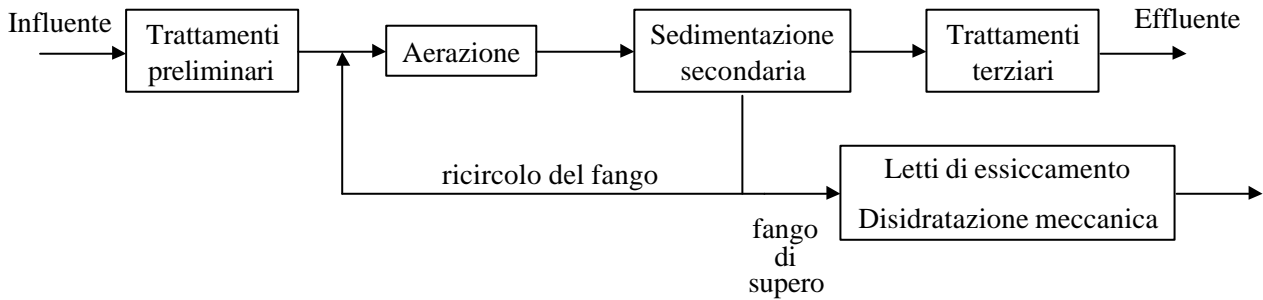 Influente
Trattamenti
preliminari
Aerazione
Sedimentazione
secondaria
Trattamenti
terziari
Effluente
ricircolo del fango
fango
di
supero
Letti di essiccamento
Disidratazione meccanica